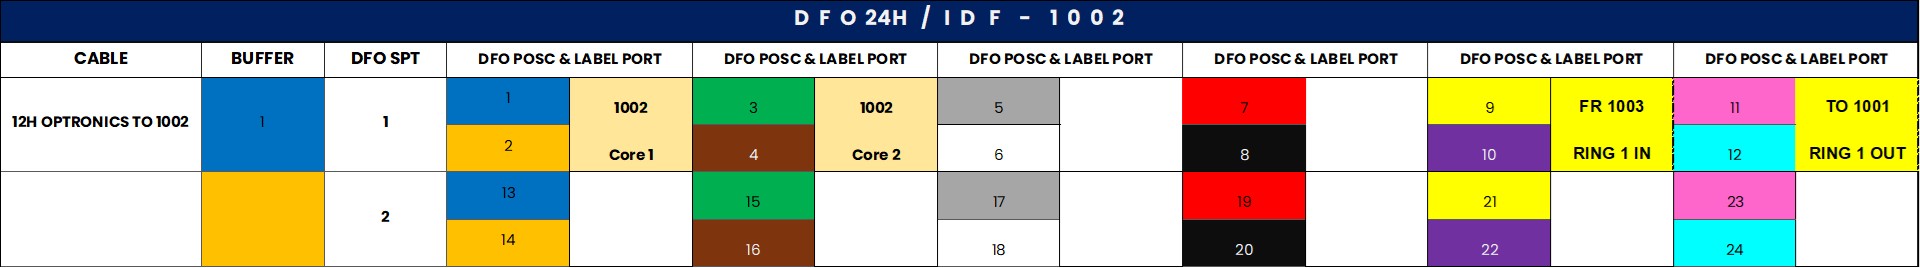 D F O 24H / I D F - 1 0 0 2
CABLE BUFFER DFO SPT DFO POSC & LABEL PORT DFO POSC & LABEL PORT DFO POSC & LABEL PORT DFO POSC & LABEL PORT DFO POSC & LABEL PORT DFO POSC & LABEL PORT
12H OPTRONICS TO 1002 1 1 1 1002 3 1002 5 7 9 FR 1003 11 TO 1001
2 Core 1 4 Core 2 6 8 10 RING 1 IN 12 RING 1 OUT
2 13 15 17 19 21 23
14 16 18 20 22 24